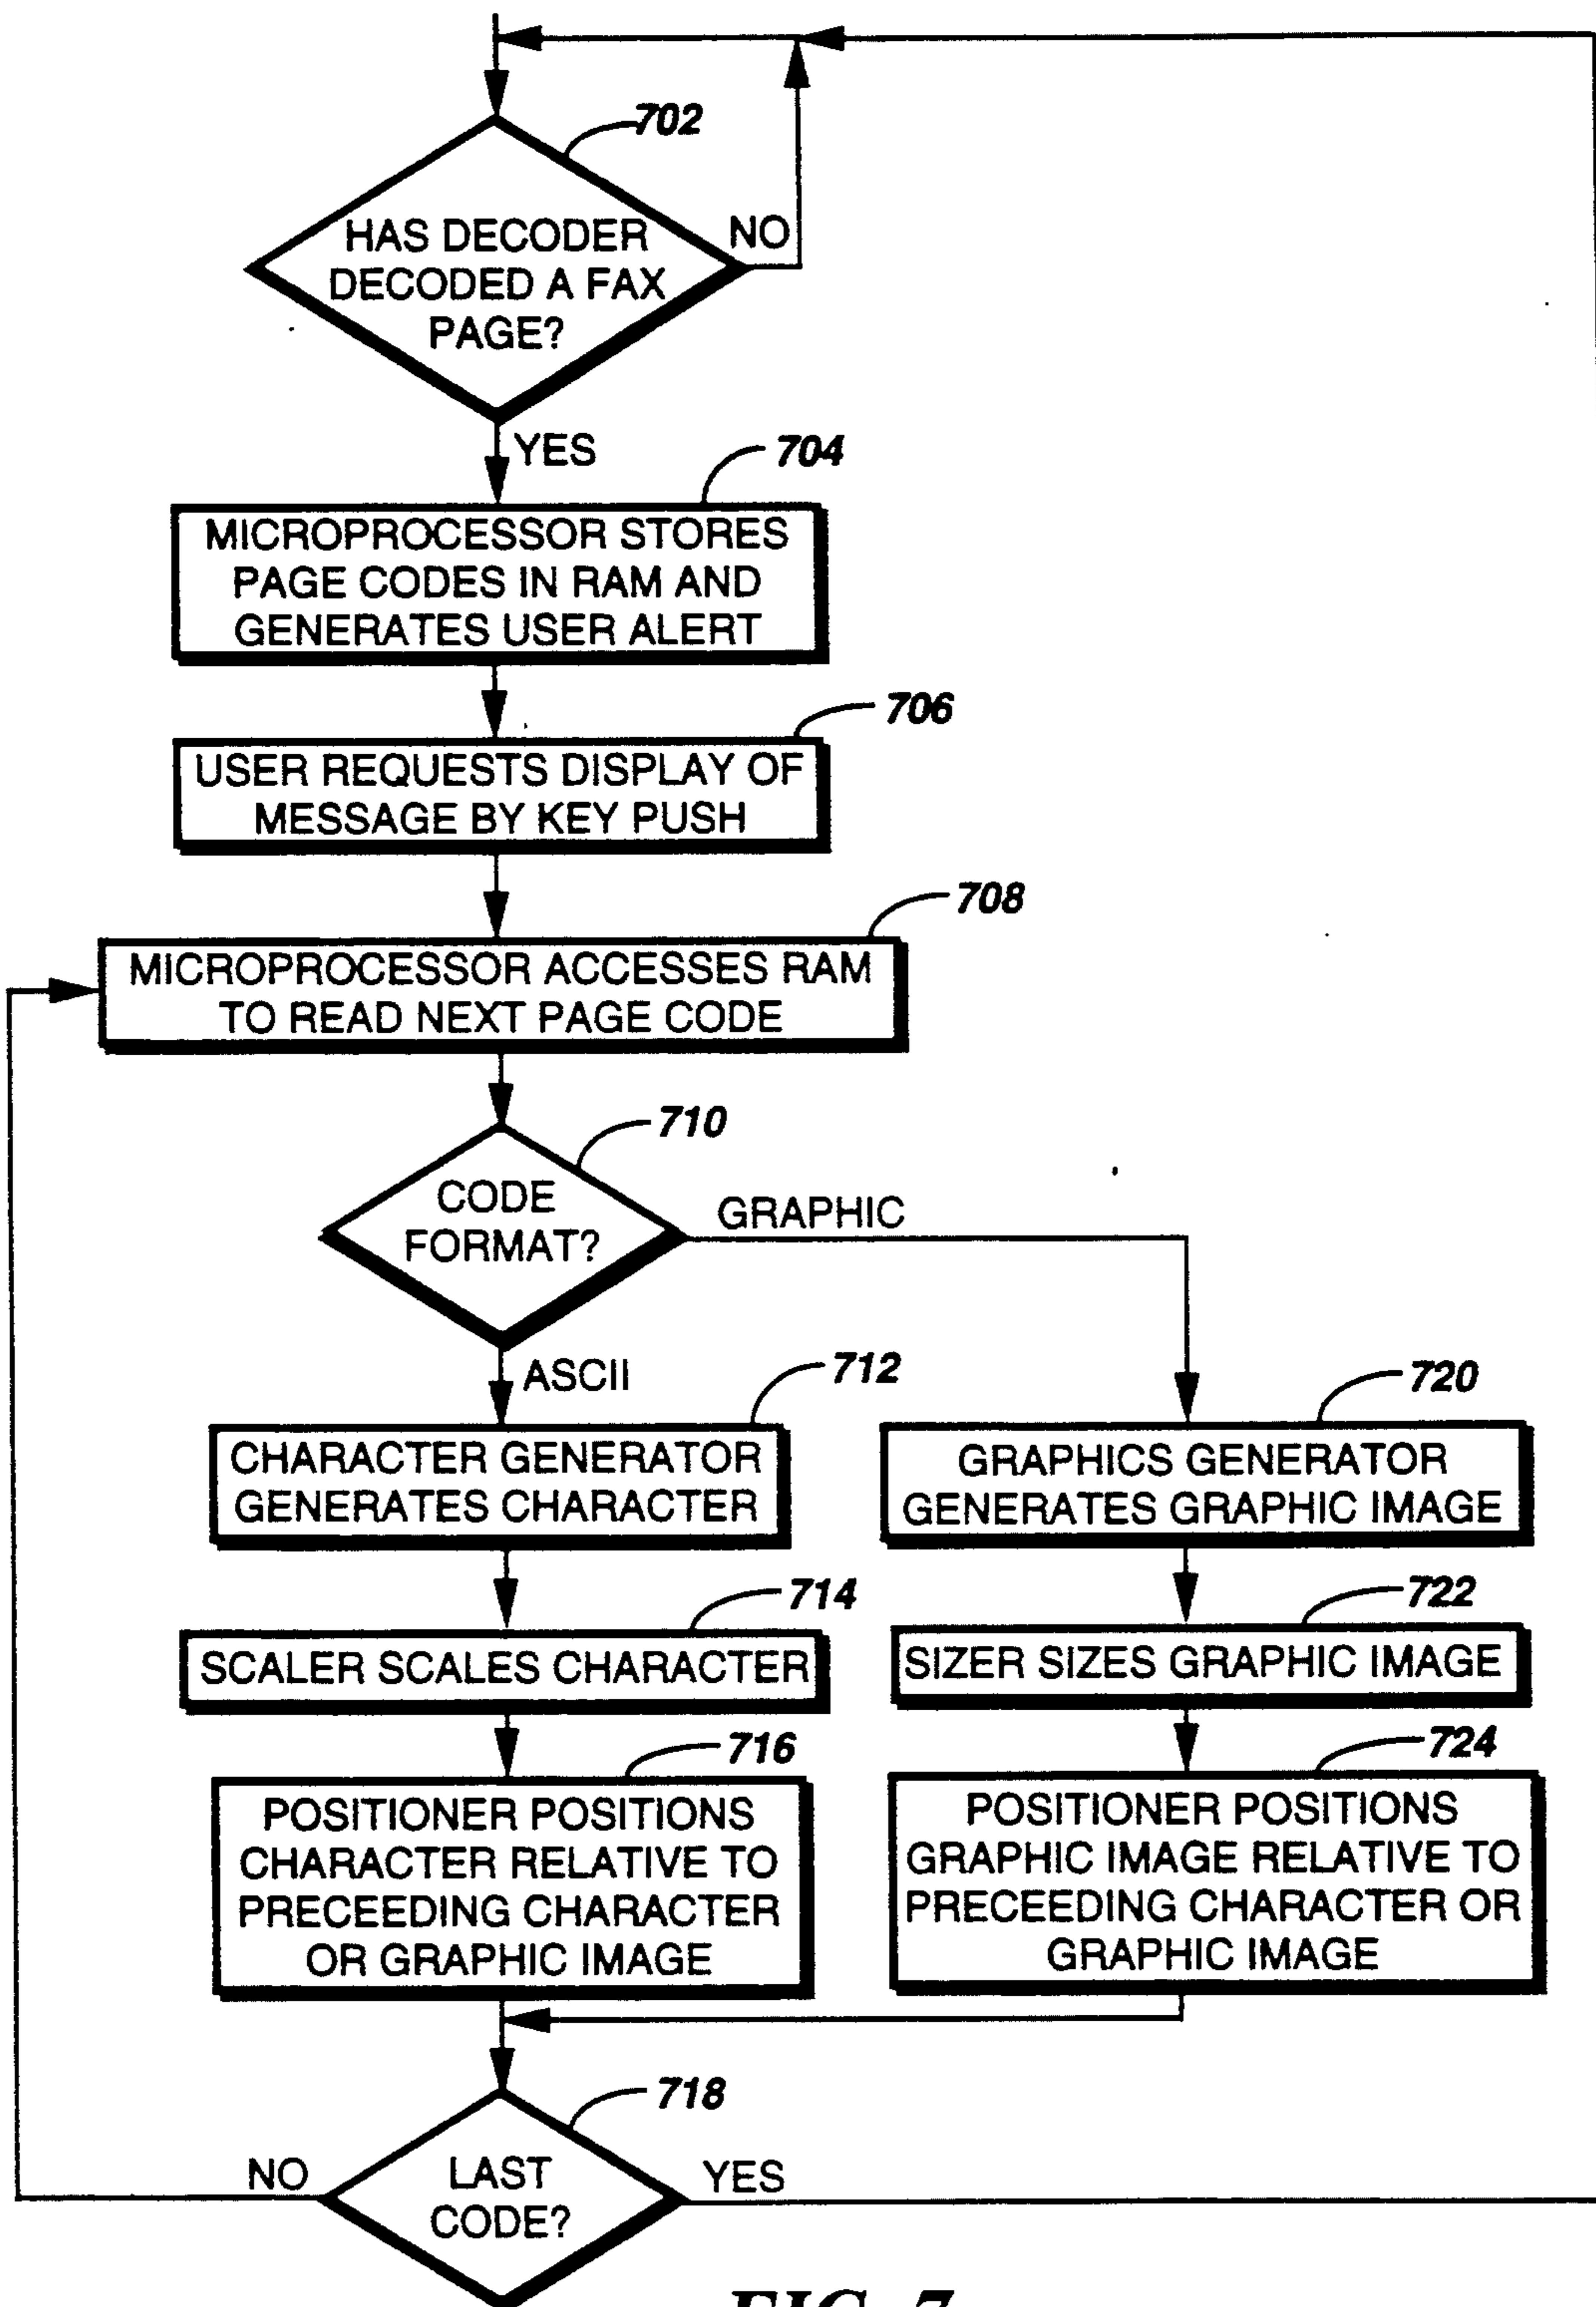 702
HAS DECODER
DECODED A FAX
PAGE?
NO
YES
704
MICROPROCESSOR STORES
PAGE CODES IN RAM AND
GENERATES USER ALERT
706
USER REQUESTS DISPLAY OF
MESSAGE BY KEY PUSH
708
MICROPROCESSOR ACCESSES RAM
TO READ NEXT PAGE CODE
710
CODE
FORMAT?
GRAPHIC
ASCII
712
CHARACTER GENERATOR
GENERATES CHARACTER
714
SCALER SCALES CHARACTER
716
POSITIONER POSITIONS
CHARACTER RELATIVE TO
PRECEEDING CHARACTER
OR GRAPHIC IMAGE
720
GRAPHICS GENERATOR
GENERATES GRAPHIC IMAGE
722
SIZER SIZES GRAPHIC IMAGE
724
POSITIONER POSITIONS
GRAPHIC IMAGE RELATIVE TO
PRECEEDING CHARACTER OR
GRAPHIC IMAGE
718
LAST
CODE?
NO
YES
FIG. 7